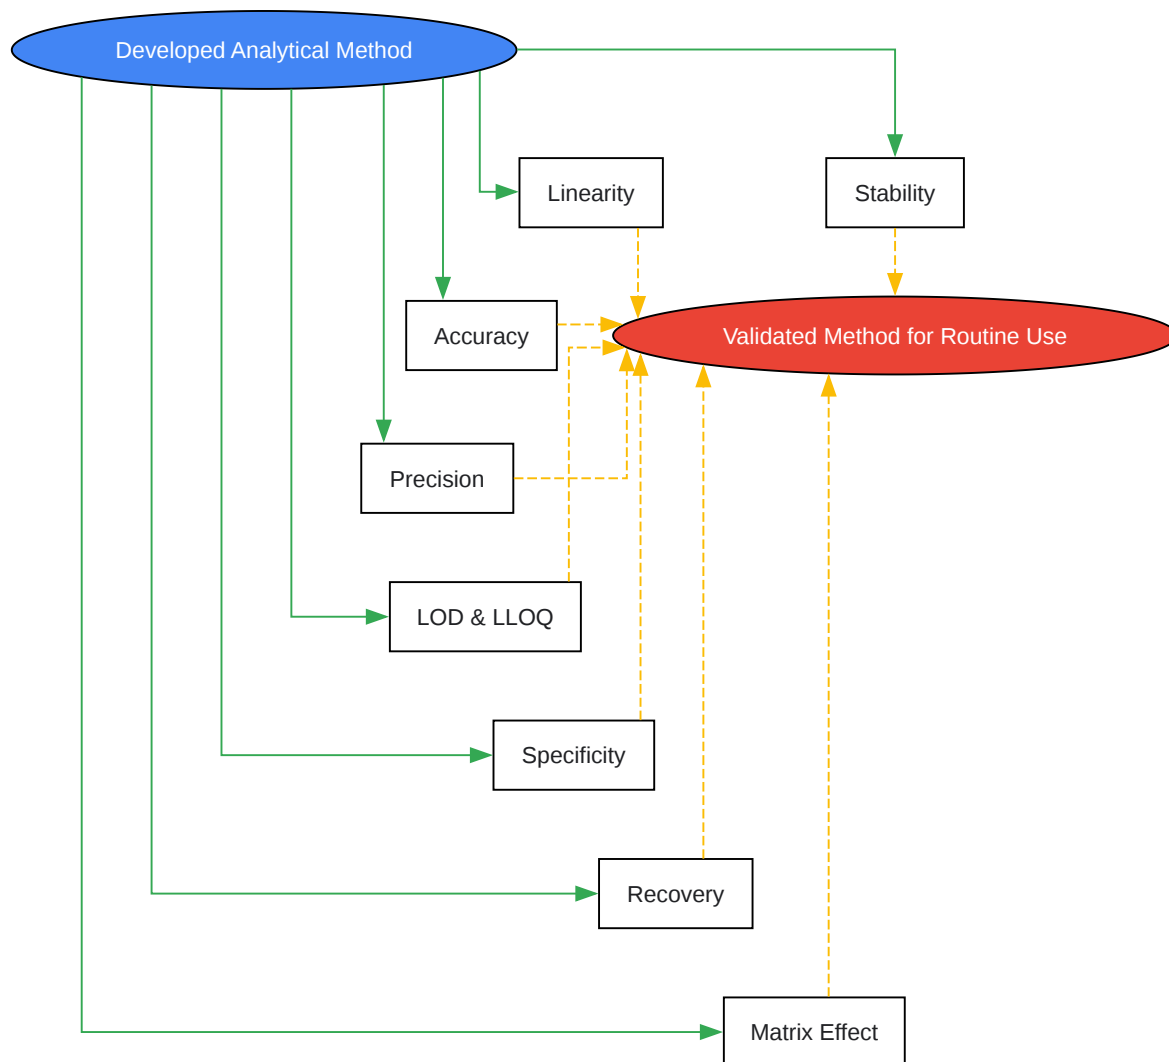 Developed Analytical Method
Linearity
Stability
Accuracy
Validated Method for Routine Use
Precision
LOD & LLOQ
Specificity
Recovery
Matrix Effect